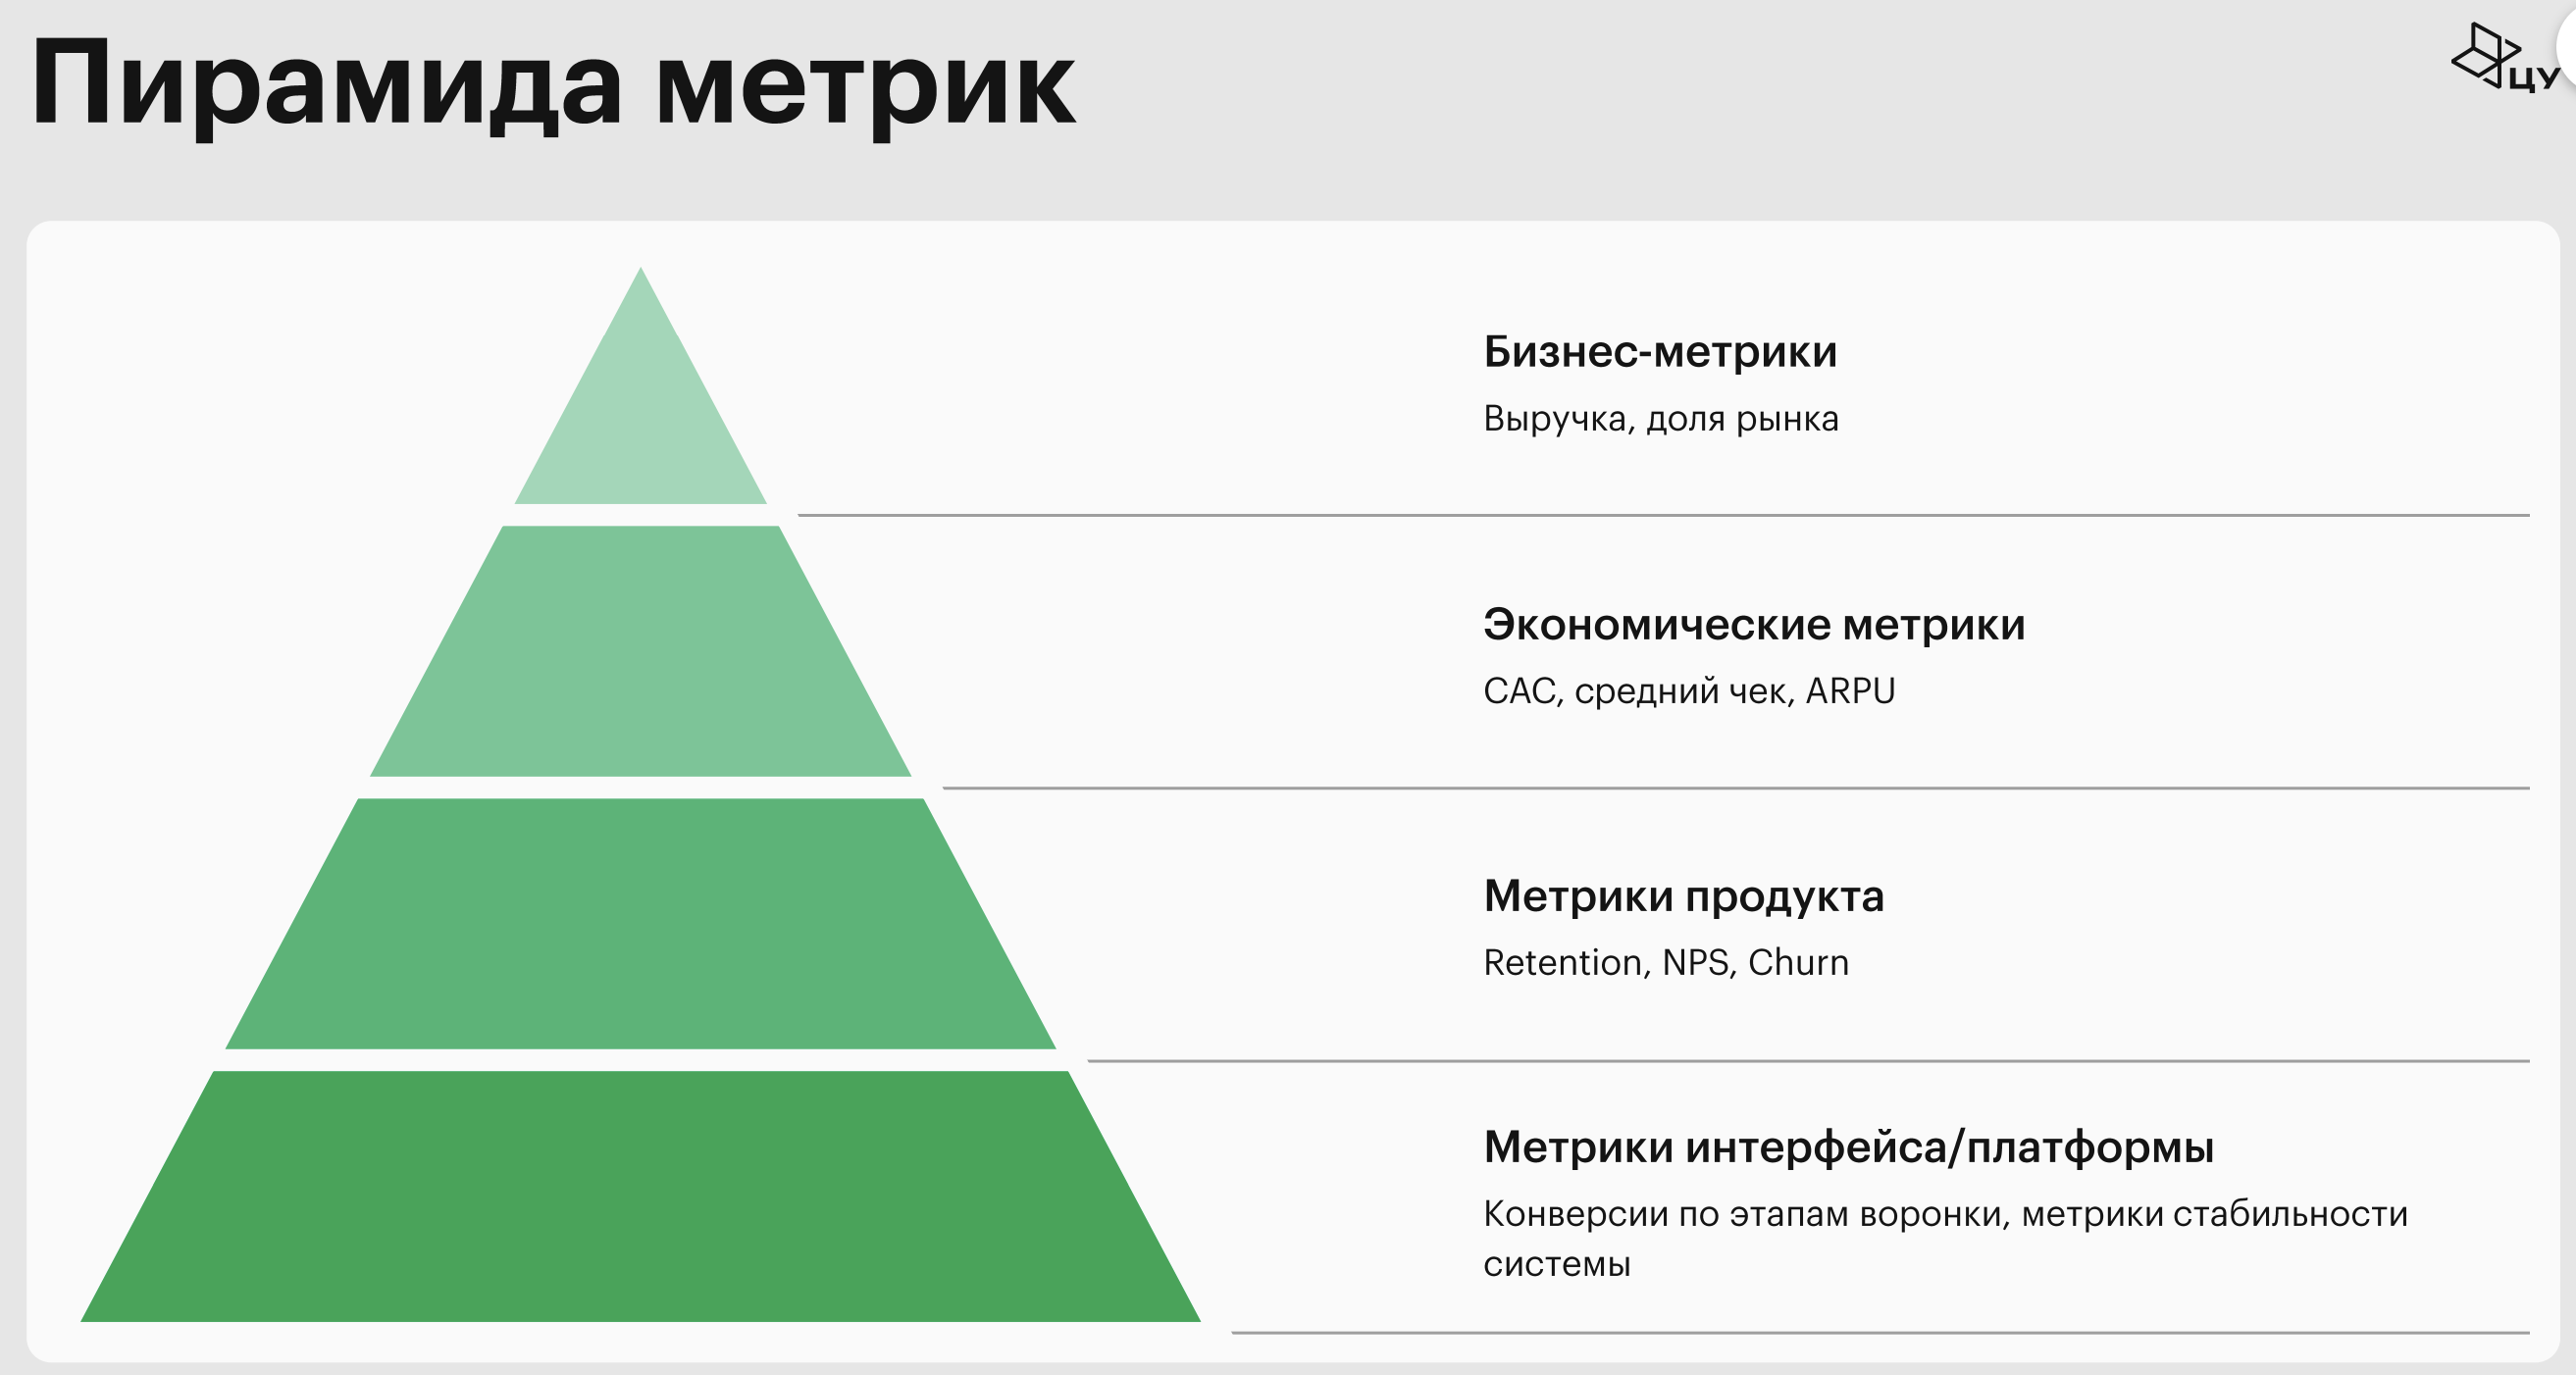 Пирамида метрик
ЦУ
Бизнес-метрики
Выручка, доля рынка
Экономические метрики
CAC, средний чек, ARPU
Метрики продукта
Retention, NPS, Churn
Метрики интерфейса/платформы
Конверсии по этапам воронки, метрики стабильности
системы